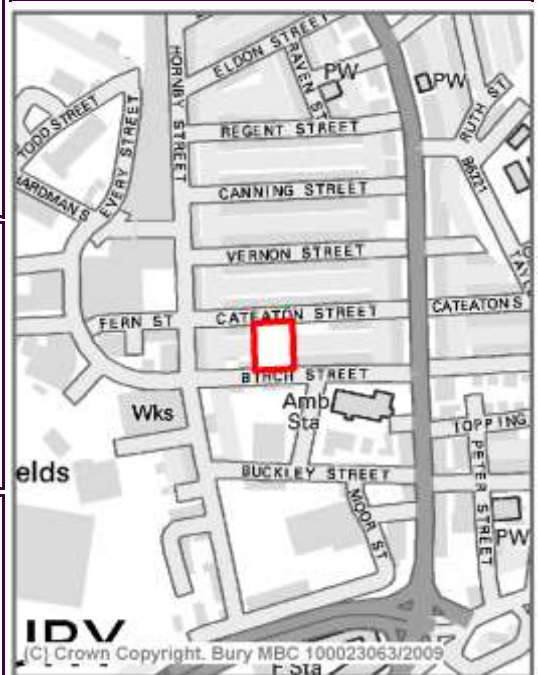 ELDON STREET
RAVEN ST
PW
PW
HORNBY STREET
RUTH ST
TODD STREET
EVERY STREET
REGENT STREET
B6221
HARDMAN S
CANNING STREET
VERNON STREET
CATEATON STREET
CATEATON S
FERN ST
BIRCH STREET
Amb
Sta
Wks
TOPPING
elds
BUCKLEY STREET
PETER STREET
MOOR ST
PW
(C) Crown Copyright. Bury MBC 100023063/2009